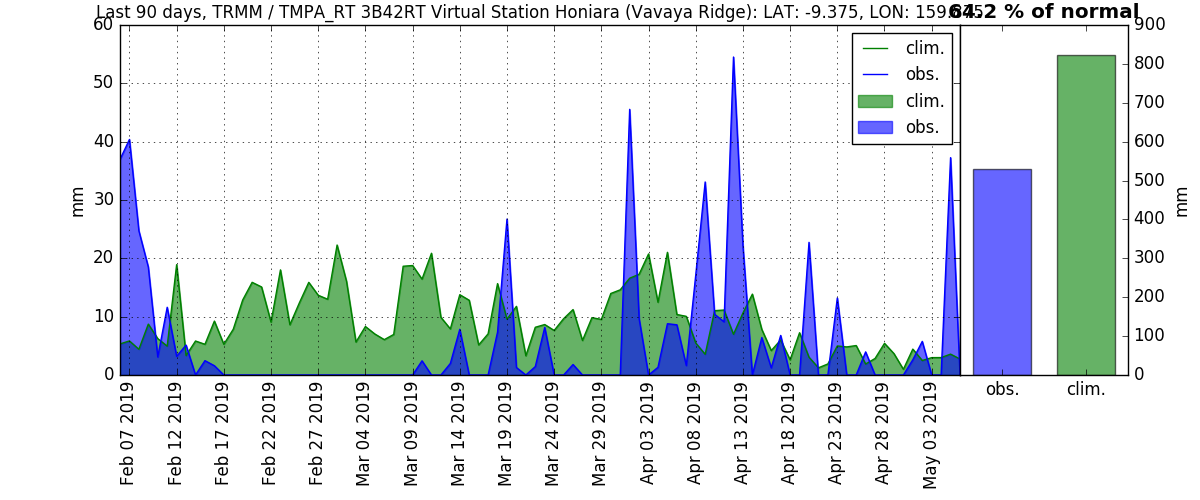 Last 90 days, TRMM / TMPA_RT 3B42RT Virtual Station Honiara (Vavaya Ridge): LAT: -9.375, LON: 159.875
64.2 % of normal
60
50
40
30
20
10
0
mm
clim.
obs.
clim.
obs.
900
800
700
600
500
400
300
200
100
0
mm
obs.
clim.
Feb 07 2019
Feb 12 2019
Feb 17 2019
Feb 22 2019
Feb 27 2019
Mar 04 2019
Mar 09 2019
Mar 14 2019
Mar 19 2019
Mar 24 2019
Mar 29 2019
Apr 03 2019
Apr 08 2019
Apr 13 2019
Apr 18 2019
Apr 23 2019
Apr 28 2019
May 03 2019